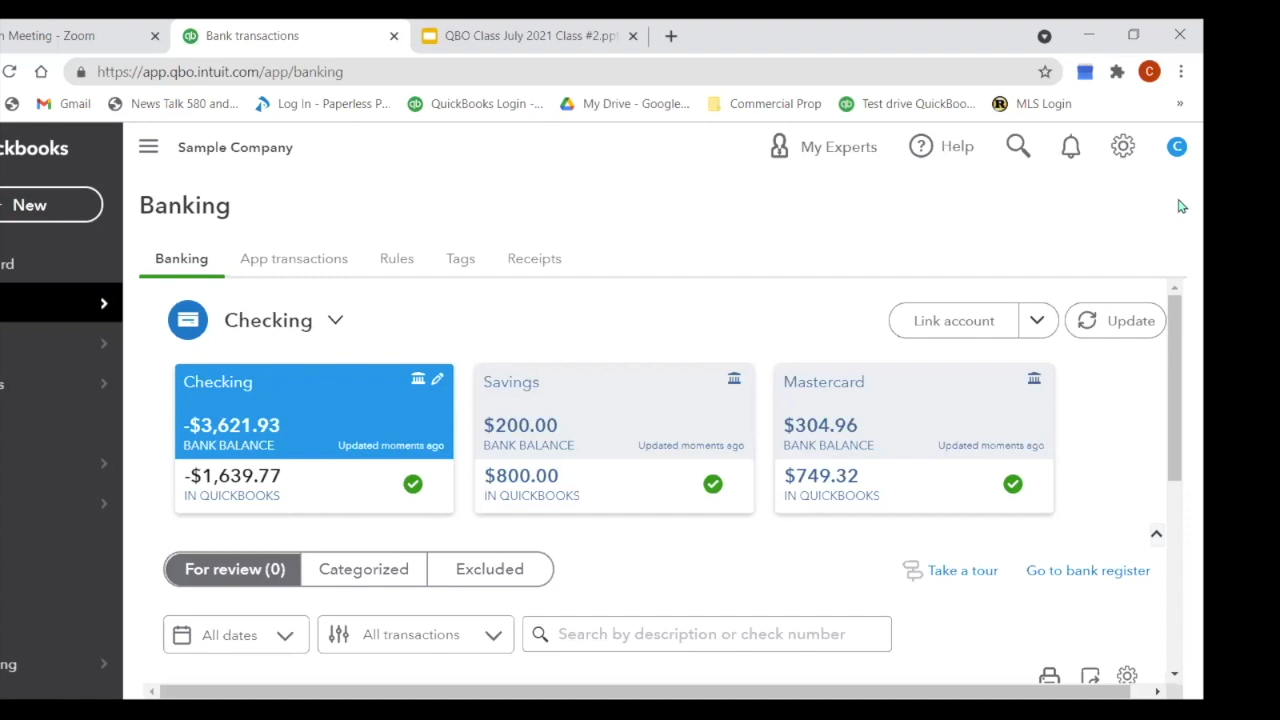 n Meeting - Zoom
Bank transactions
QBO Class July 2021 Class #2.ppt
https://app.qbo.intuit.com/app/banking
C
Gmail
News Talk 580 and...
Log In - Paperless P...
QuickBooks Login -...
My Drive - Google...
Commercial Prop
Test drive QuickBoo...
MLS Login
»
ckbooks
Sample Company
My Experts
Help
C
New
Banking
rd
Banking
App transactions
Rules
Tags
Receipts
Checking
Link account
Update
s
ng
Checking
-$3,621.93
BANK BALANCE
Updated moments ago
-$1,639.77
IN QUICKBOOKS
Savings
$200.00
BANK BALANCE
Updated moments ago
$800.00
IN QUICKBOOKS
Mastercard
$304.96
BANK BALANCE
Updated moments ago
$749.32
IN QUICKBOOKS
For review (0)
Categorized
Excluded
Take a tour
Go to bank register
All dates
All transactions
Search by description or check number